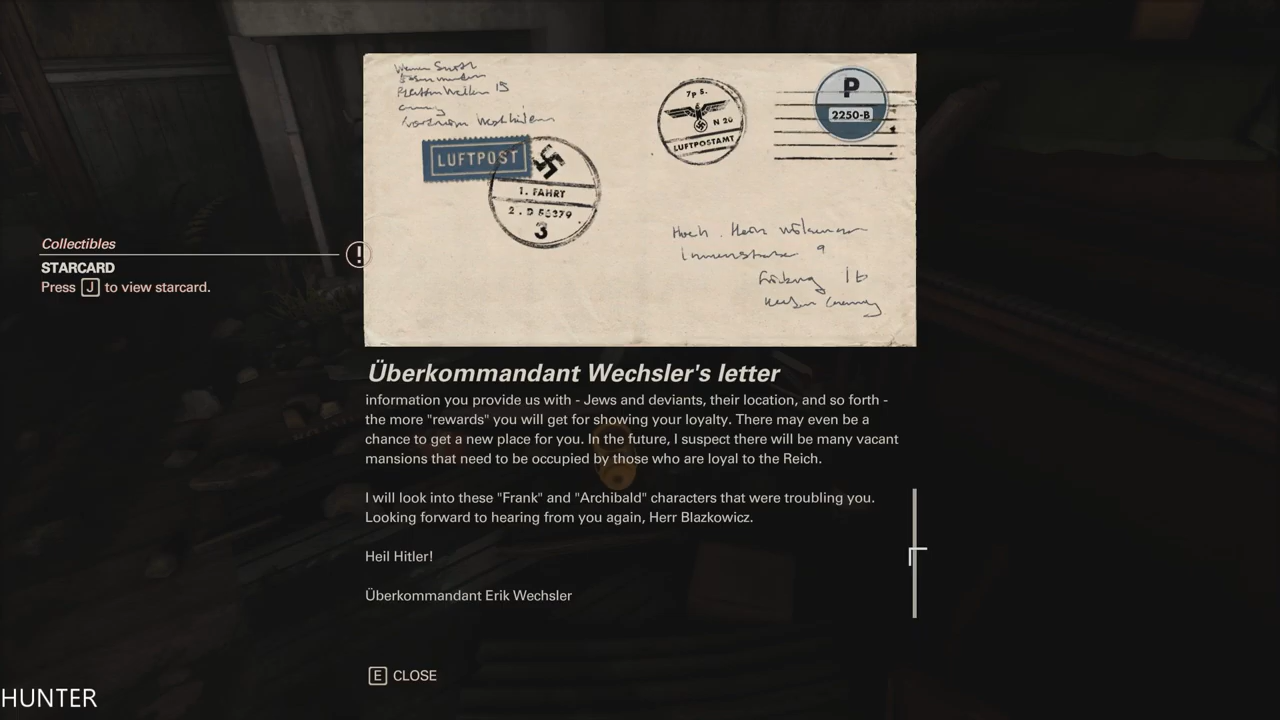 15
LUFTPOST
1. FAHRT
3
7p 5.
N 20
LUFTPOSTAMT
P
2250-B
9
Collectibles
STARCARD
Press J to view starcard.
!
Überkommandant Wechsler's letter
information you provide us with - Jews and deviants, their location, and so forth -
the more "rewards" you will get for showing your loyalty. There may even be a
chance to get a new place for you. In the future, I suspect there will be many vacant
mansions that need to be occupied by those who are loyal to the Reich.
I will look into these "Frank" and "Archibald" characters that were troubling you.
Looking forward to hearing from you again, Herr Blazkowicz.
Heil Hitler!
Überkommandant Erik Wechsler
E CLOSE
HUNTER